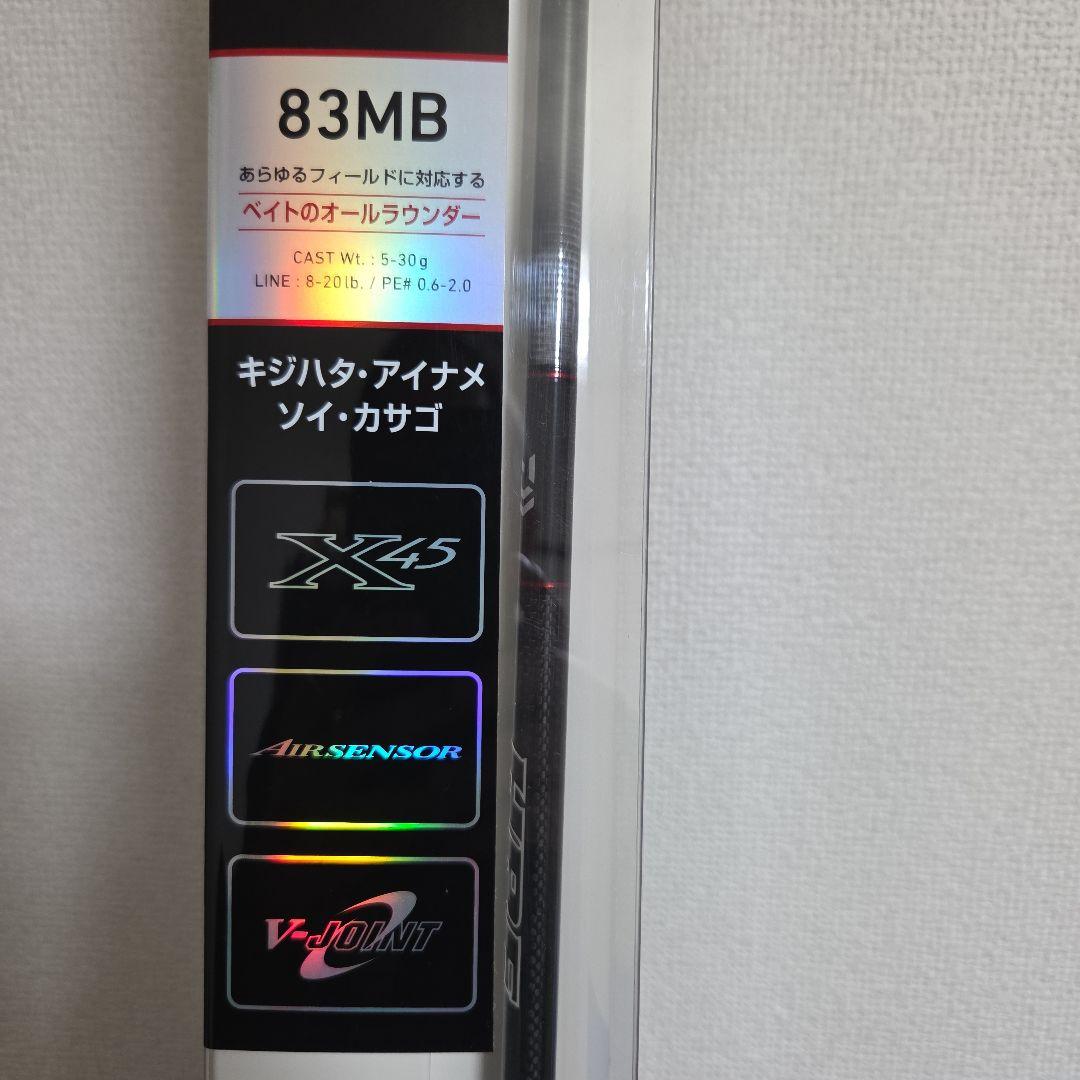 83MB
あらゆるフィールドに対応する
ベイトのオールラウンダー
CAST Wt. : 5-30g
LINE : 8-20lb. / PE# 0.6-2.0
キジハタ・アイナメ
ソイ・カサゴ
X45
AIRSENSOR
V-JOINT